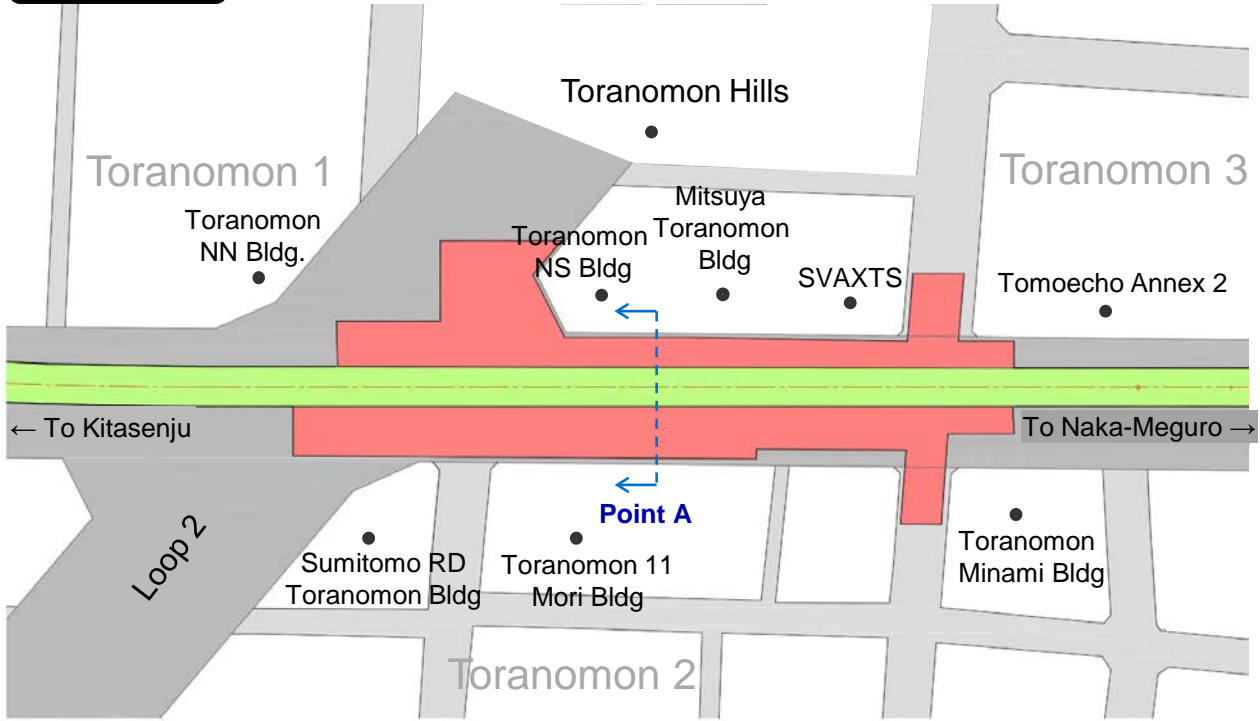 Toranomon Hills
Toranomon 1
Toranomon 3
Mitsuya
Toranomon
Bldg
Toranomon
NN Bldg.
Toranomon
NS Bldg
SVAXTS
Tomoecho Annex 2
← To Kitasenju
To Naka-Meguro →
Point A
Loop 2
Sumitomo RD
Toranomon Bldg
Toranomon 11
Mori Bldg
Toranomon
Minami Bldg
Toranomon 2